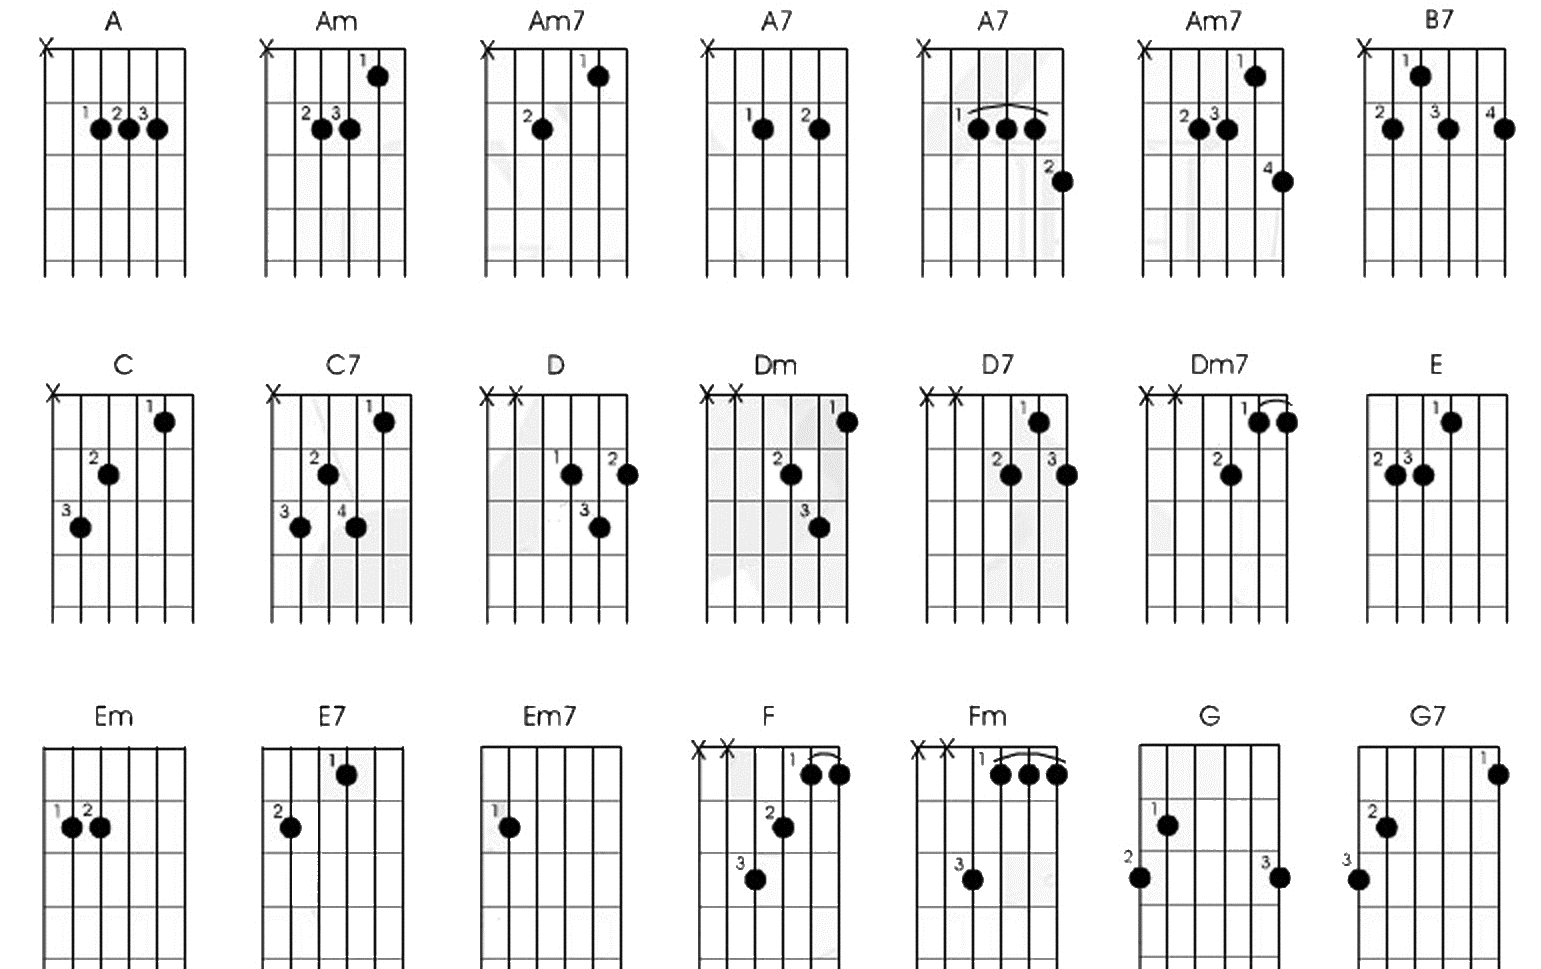 A Am Am7 A7 A7 Am7 B7
X X X X X X X
1 1 1 1
1 2 3 2 3 2 1 2 1 2 3 2 3 4
2 4
C C7 D Dm D7 Dm7 E
X X X X X X X X X X
1 1 1 1 1 1
2 2 1 2 2 2 3 2 2 3
3 3 4 3 3
Em E7 Em7 F Fm G G7
X X X X
1 1 1 1
1 2 2 1 2 1 2
3 3 2 3 3